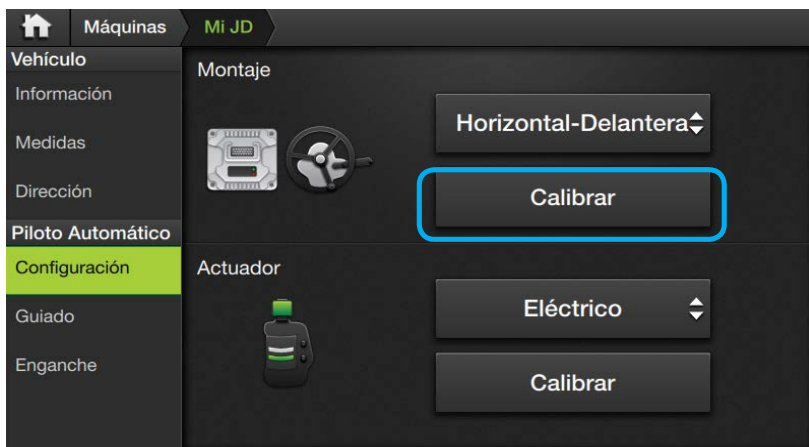 Máquinas
Mi JD
Vehículo
Información
Medidas
Dirección
Piloto Automático
Configuración
Guiado
Enganche
Montaje
Horizontal-Delantera
Calibrar
Actuador
Eléctrico
Calibrar